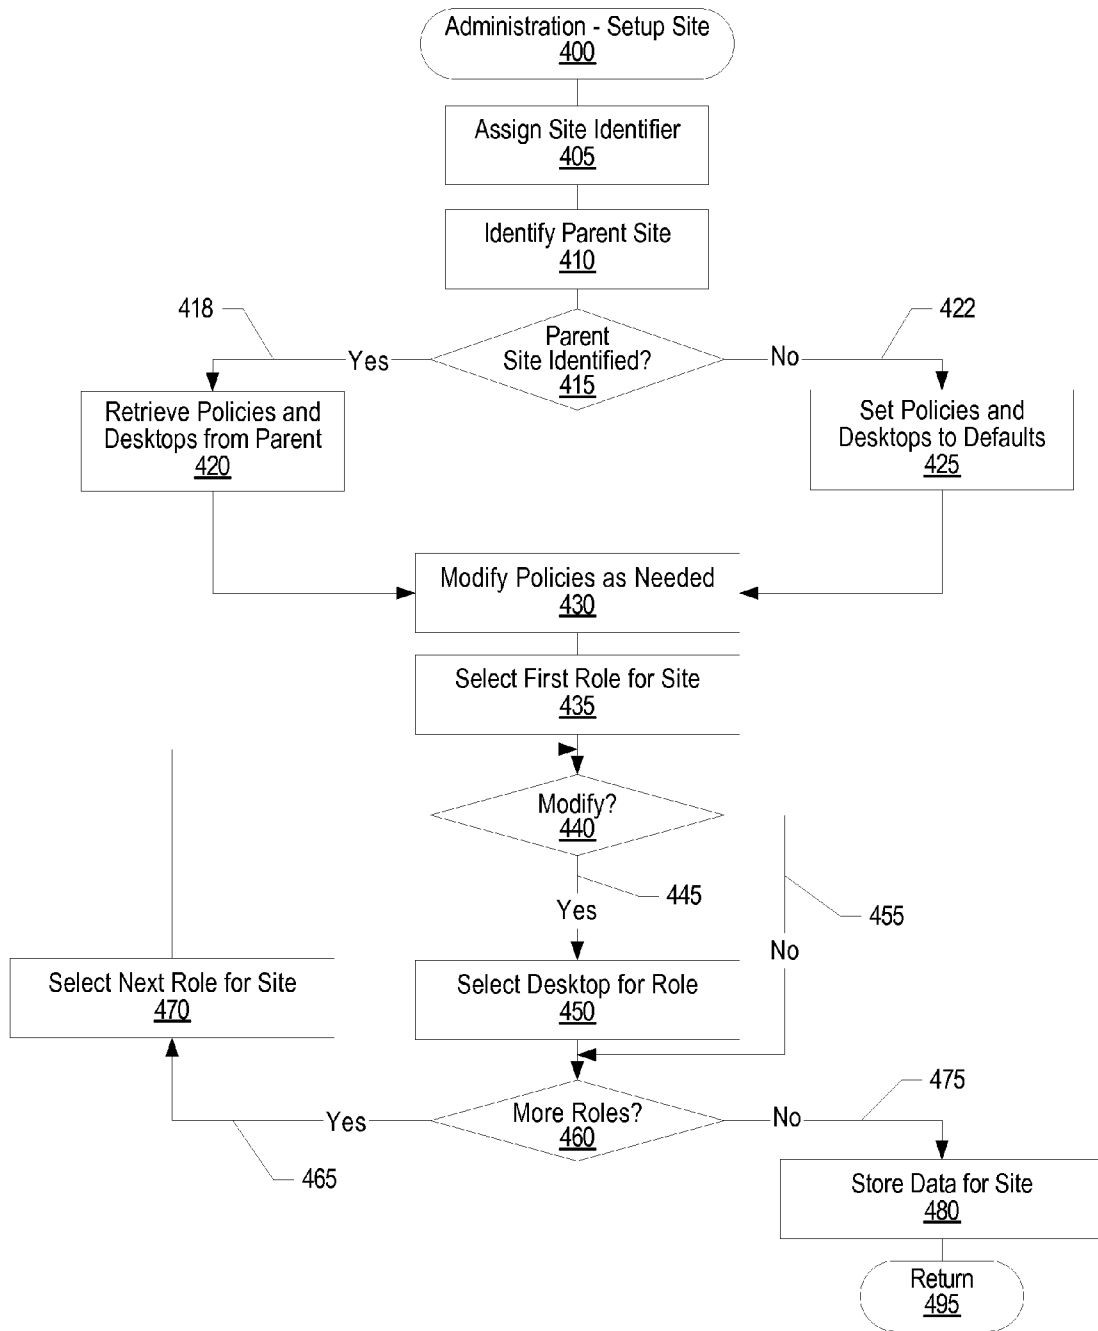 Administration - Setup Site
400
Assign Site Identifier
405
Identify Parent Site
410
418
422
Parent
Site Identified?
415
Yes
No
Retrieve Policies and
Desktops from Parent
420
Set Policies and
Desktops to Defaults
425
Modify Policies as Needed
430
Select First Role for Site
435
Modify?
440
445
Yes
455
No
Select Next Role for Site
470
Select Desktop for Role
450
475
More Roles?
460
Yes
No
465
Store Data for Site
480
Return
495